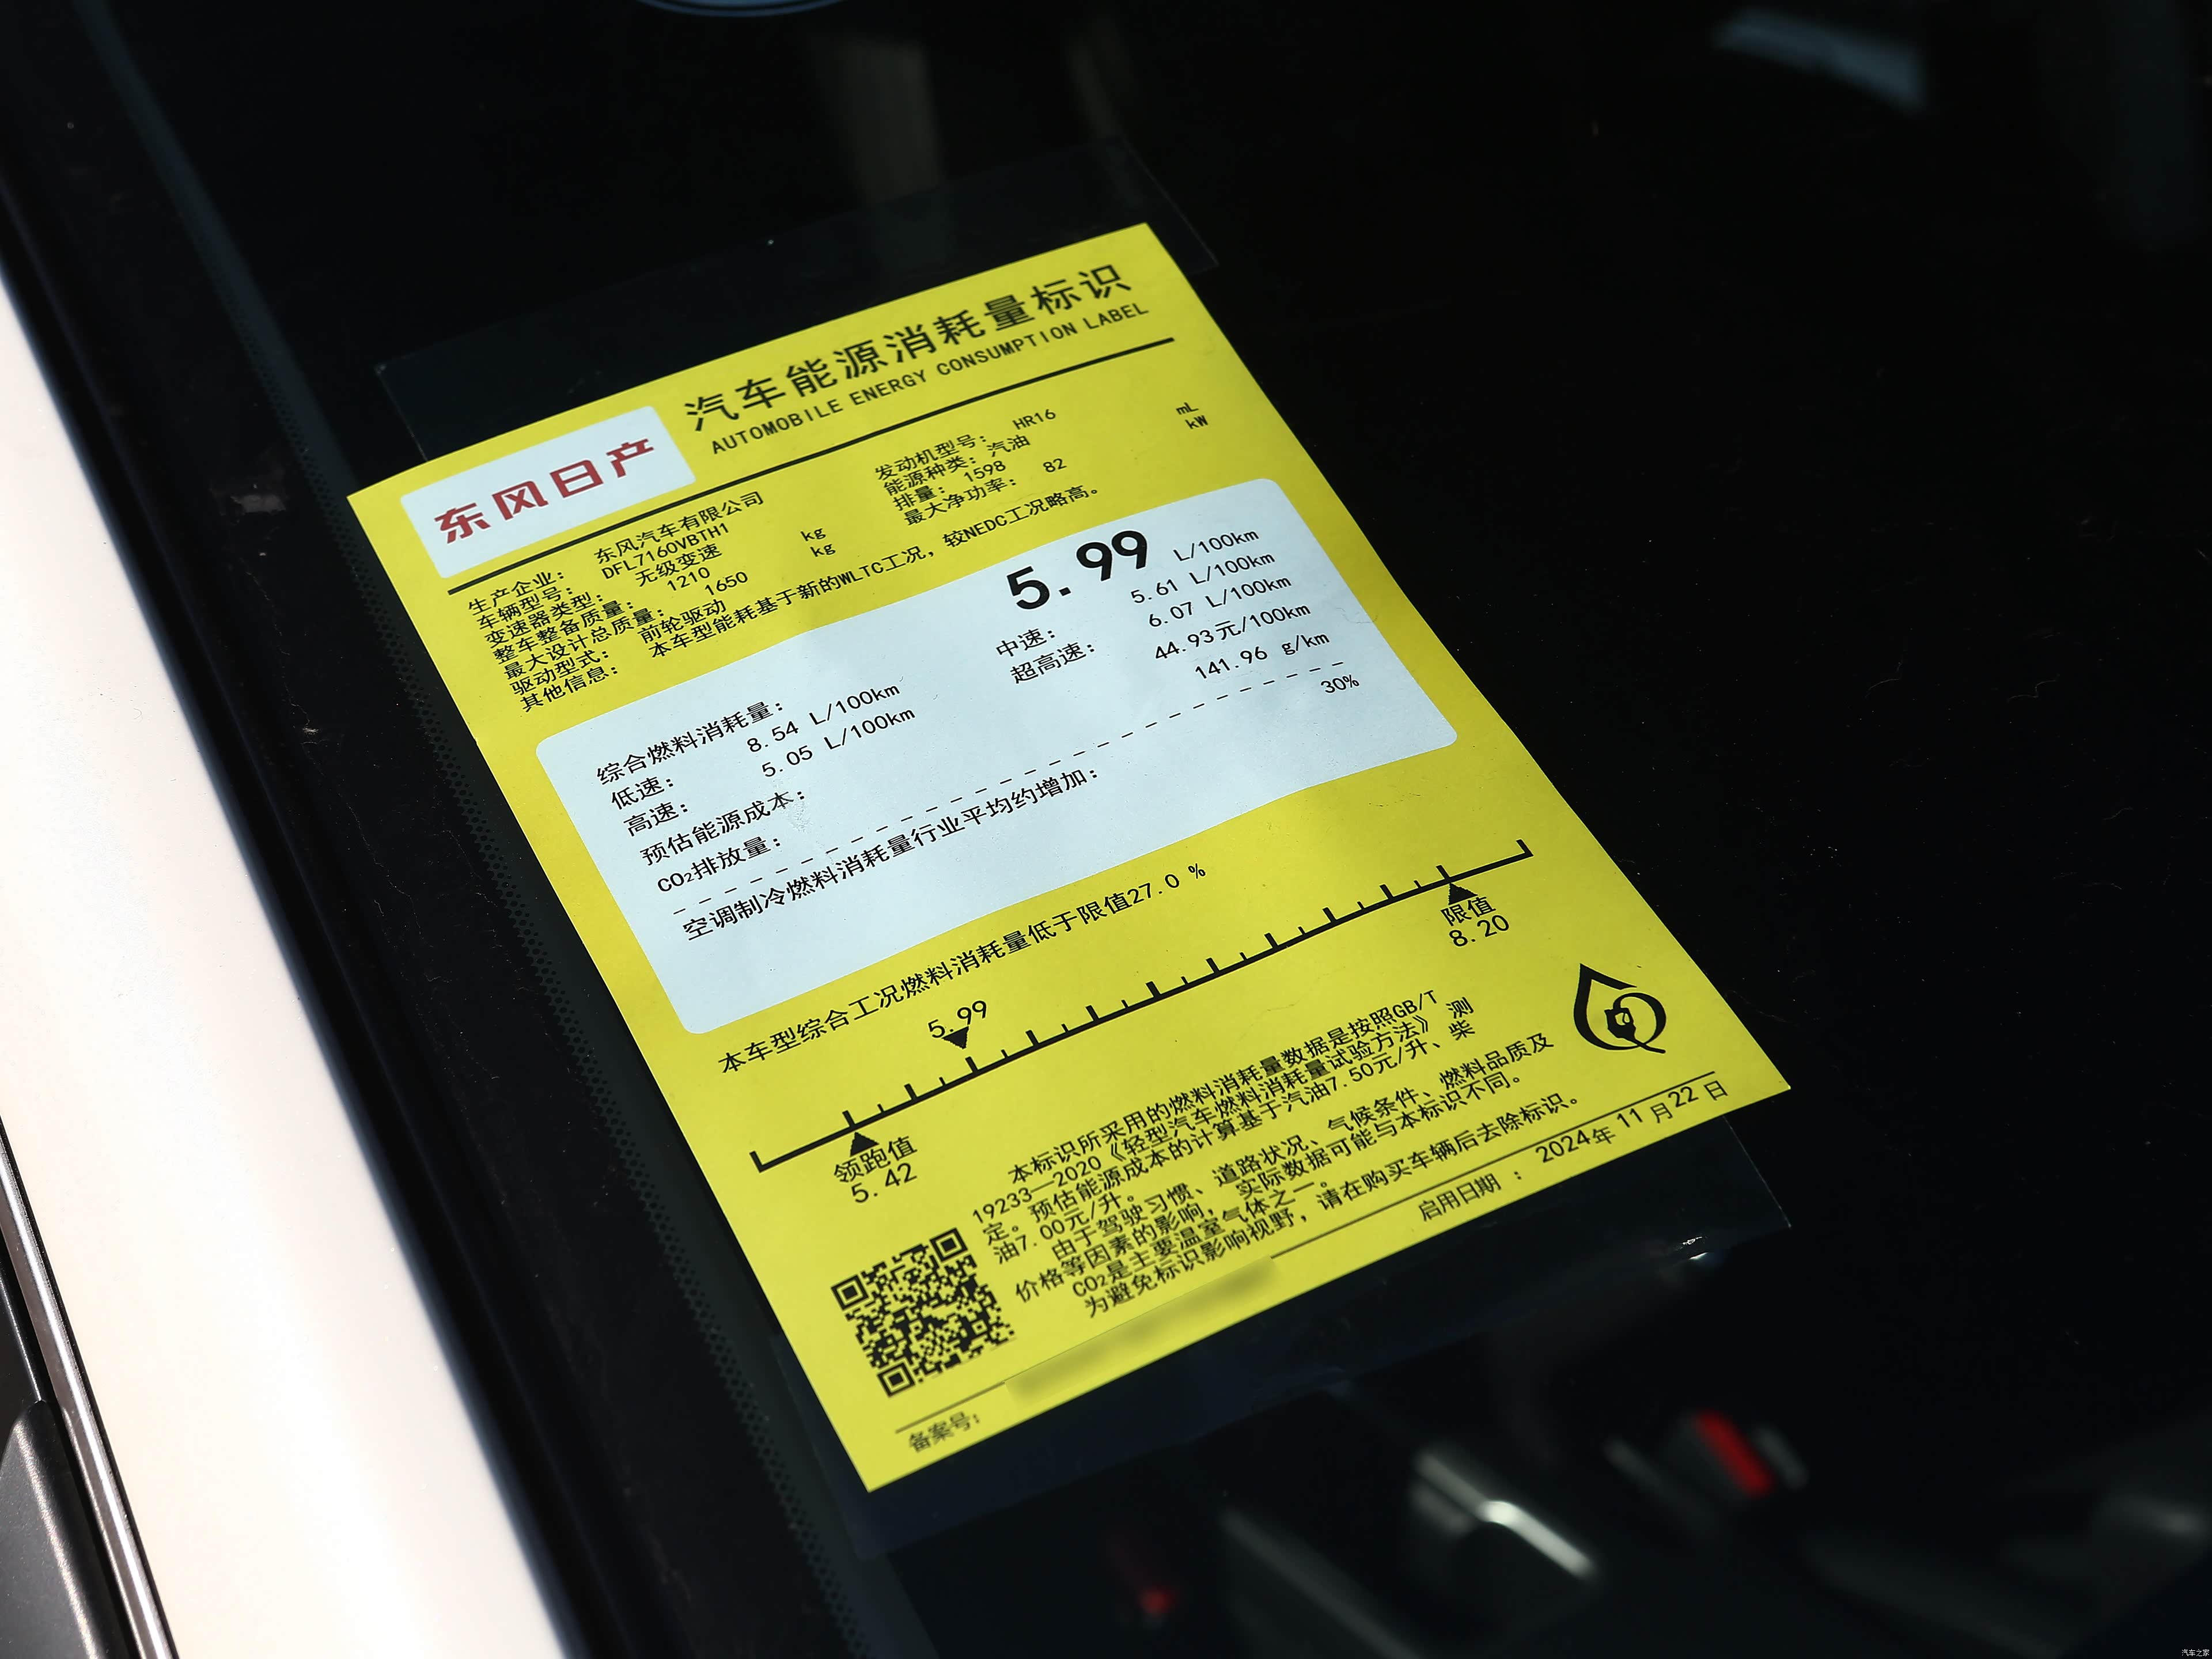 东风日产
汽车能源消耗量标识
AUTOMOBILE ENERGY CONSUMPTION LABEL
生产企业： 东风汽车有限公司
车辆型号： DFL7160VBTH1
变速器类型： 无级变速
整车整备质量： 1210 kg
最大设计总质量： 1650 kg
驱动型式： 前轮驱动
其他信息： 本车型能耗基于新的WLTC工况，较NEDC工况略高。
发动机型号： HR16
能源种类：汽油
排量： 1598 mL
最大净功率： 82 kW
综合燃料消耗量： 5.99 L/100km
低速： 8.54 L/100km 中速： 5.61 L/100km
高速： 5.05 L/100km 超高速： 6.07 L/100km
预估能源成本： 44.93元/100km
CO₂排放量： 141.96 g/km
空调制冷燃料消耗量行业平均约增加： 30%
本车型综合工况燃料消耗量低于限值27.0 %
5.99
领跑值
5.42
限值
8.20
本标识所采用的燃料消耗量数据是按照GB/T
19233—2020《轻型汽车燃料消耗量试验方法》 测
定。预估能源成本的计算基于汽油7.50元/升、柴
油7.00元/升。
由于驾驶习惯、道路状况、气候条件、燃料品质及
价格等因素的影响，实际数据可能与本标识不同。
CO₂是主要温室气体之一。
为避免标识影响视野，请在购买车辆后去除标识。
备案号：
启用日期 ： 2024年 11 月22 日
汽车之家